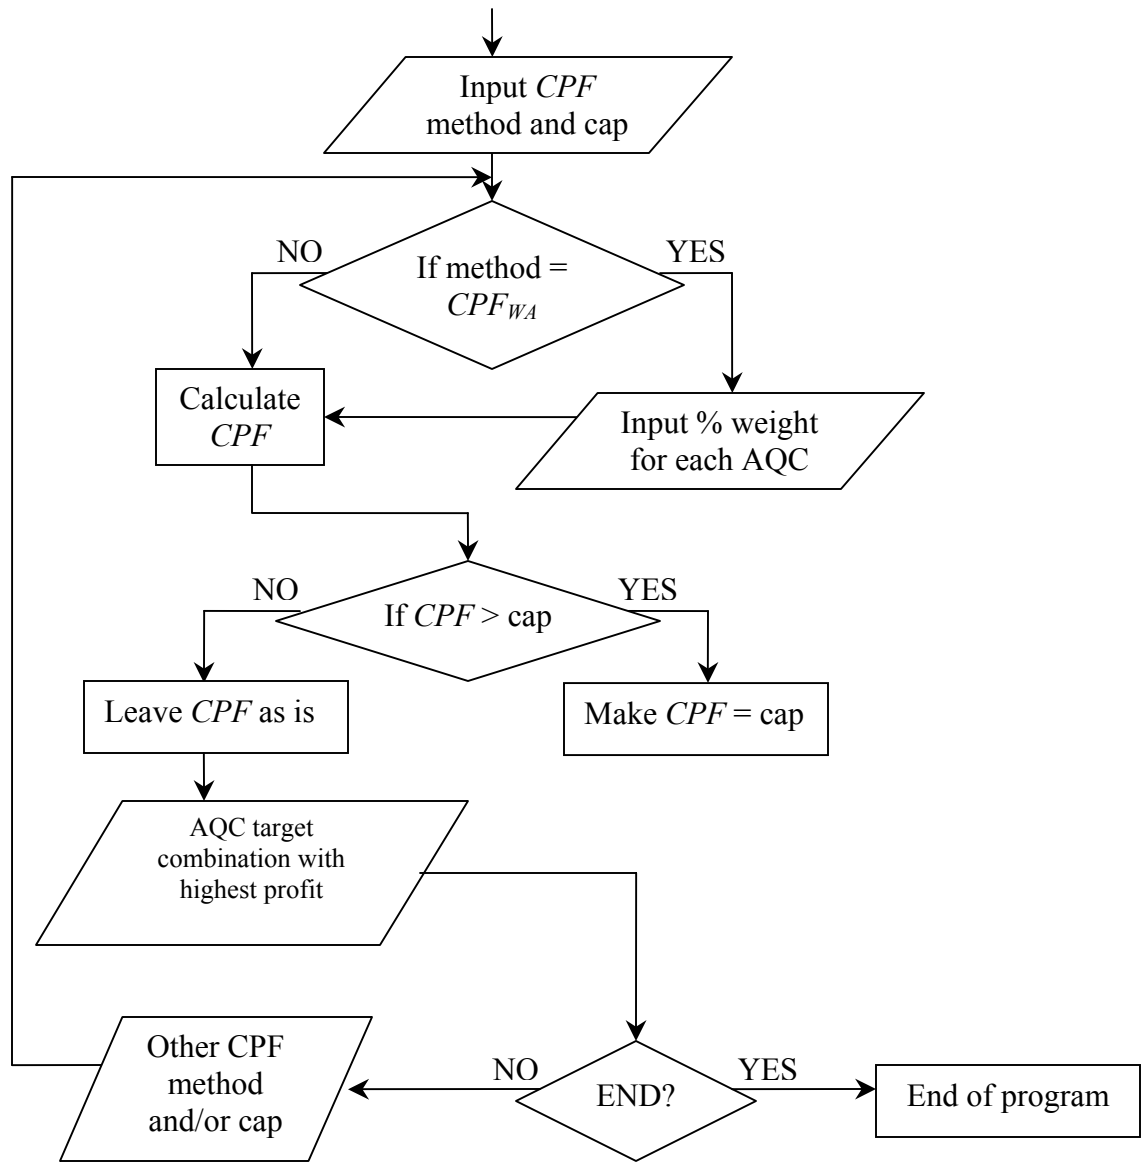 Input CPF
method and cap
NO
YES
If method =
CPF_WA
Calculate
CPF
Input % weight
for each AQC
NO
YES
If CPF > cap
Leave CPF as is
Make CPF = cap
AQC target
combination with
highest profit
Other CPF
method
and/or cap
NO
END?
YES
End of program